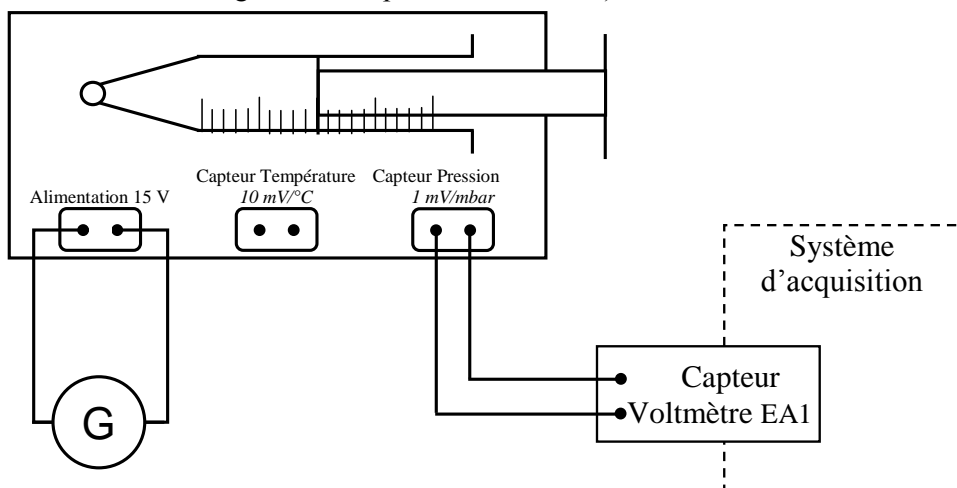 Capteur Température
Capteur Pression
Alimentation 15 V
10 mV/°C
1 mV/mbar
Système
d'acquisition
Capteur
Voltmètre EA1
G